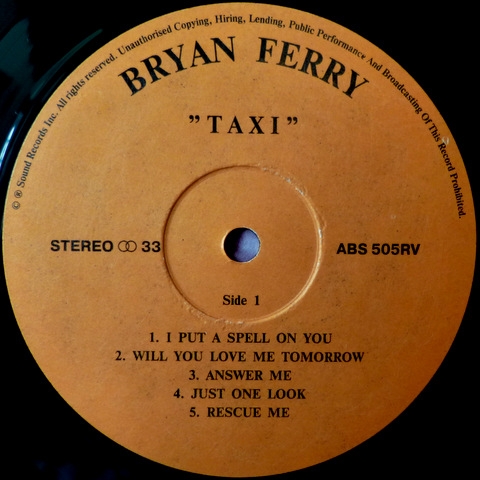 © ® Sound Records Inc. All rights reserved. Unauthorised Copying, Hiring, Lending, Public Performance And Broadcasting Of This Record Prohibited.
BRYAN FERRY
"TAXI"
STEREO 33
ABS 505RV
Side 1
1. I PUT A SPELL ON YOU
2. WILL YOU LOVE ME TOMORROW
3. ANSWER ME
4. JUST ONE LOOK
5. RESCUE ME